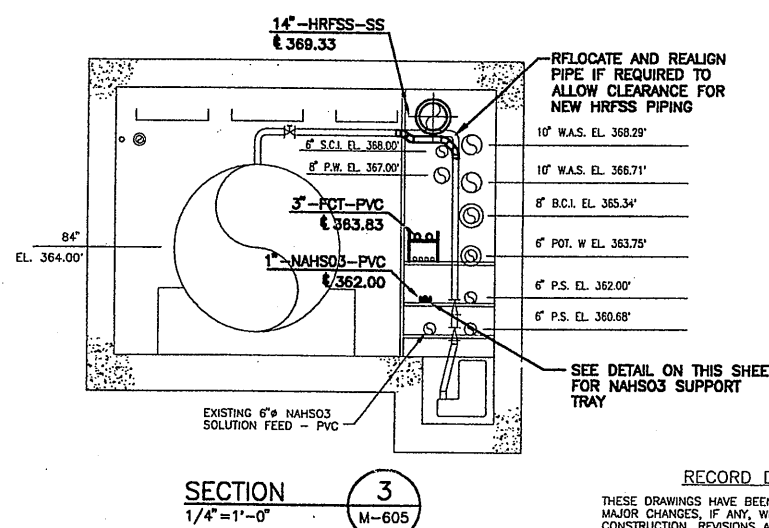 14"-HRFSS-SS
℄ 369.33
RFLOCATE AND REALIGN
PIPE IF REQUIRED TO
ALLOW CLEARANCE FOR
NEW HRFSS PIPING
10" W.A.S. EL. 368.29'
6" S.C.I. EL. 368.00'
8" P.W. EL. 367.00'
10" W.A.S. EL. 366.71'
3"-FCT-PVC
℄ 363.83
8" B.C.I. EL. 365.34'
84"
EL. 364.00'
6" POT. W EL 363.75'
1"-NAHSO3-PVC
℄ 362.00
6" P.S. EL. 362.00'
6" P.S. EL. 360.68'
SEE DETAIL ON THIS SHEE
FOR NAHSO3 SUPPORT
TRAY
EXISTING 6"ø NAHSO3
SOLUTION FEED - PVC
SECTION
1/4"=1'-0"
3
M-605
RECORD D
THESE DRAWINGS HAVE BEEN
MAJOR CHANGES, IF ANY, W
CONSTRUCTION REVISIONS